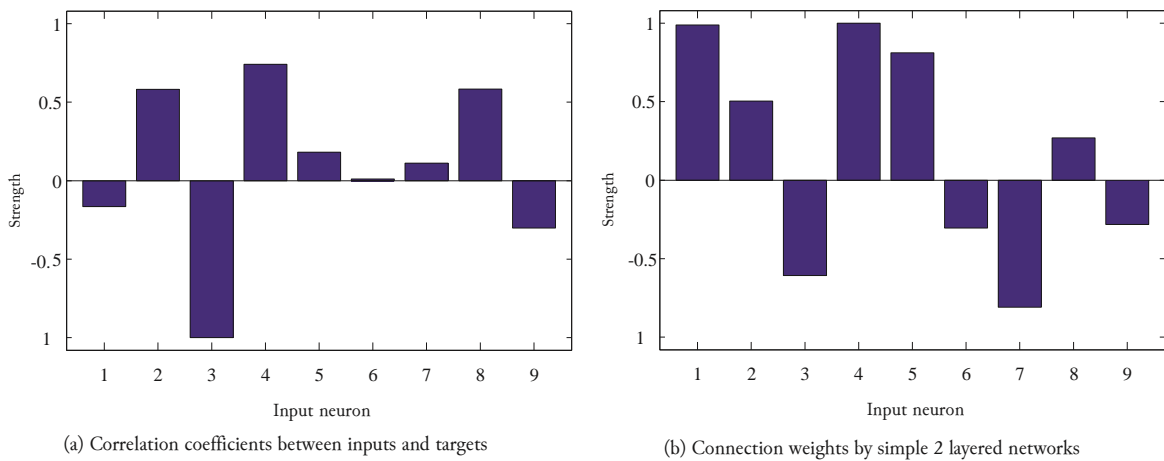 1
0.5
0
-0.5
1
Strength
1 2 3 4 5 6 7 8 9
Input neuron
(a) Correlation coefficients between inputs and targets
1
0.5
0
-0.5
1
Strength
1 2 3 4 5 6 7 8 9
Input neuron
(b) Connection weights by simple 2 layered networks